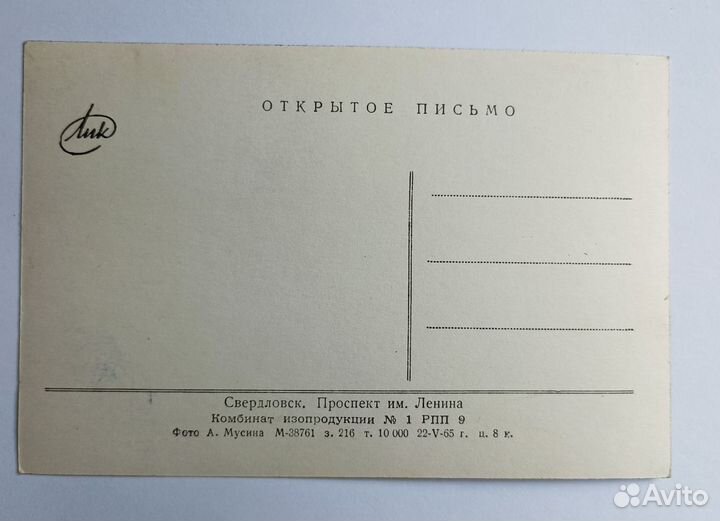 ОТКРЫТОЕ ПИСЬМО
Свердловск. Проспект им. Ленина
Комбинат изопродукции № 1 РПП 9
Фото А. Мусина М-38761 з. 216 т. 10 000 22-V-65 г. ц. 8 к.
Avito